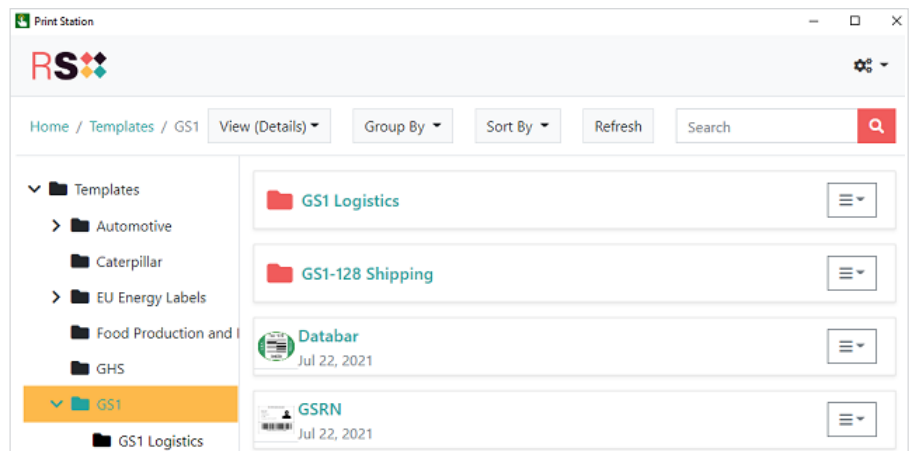 Print Station
RS
Home / Templates / GS1 View (Details) Group By Sort By Refresh Search
Templates
Automotive
Caterpillar
EU Energy Labels
Food Production and
GHS
GS1
GS1 Logistics
GS1 Logistics
GS1-128 Shipping
Databar
Jul 22, 2021
GSRN
Jul 22, 2021